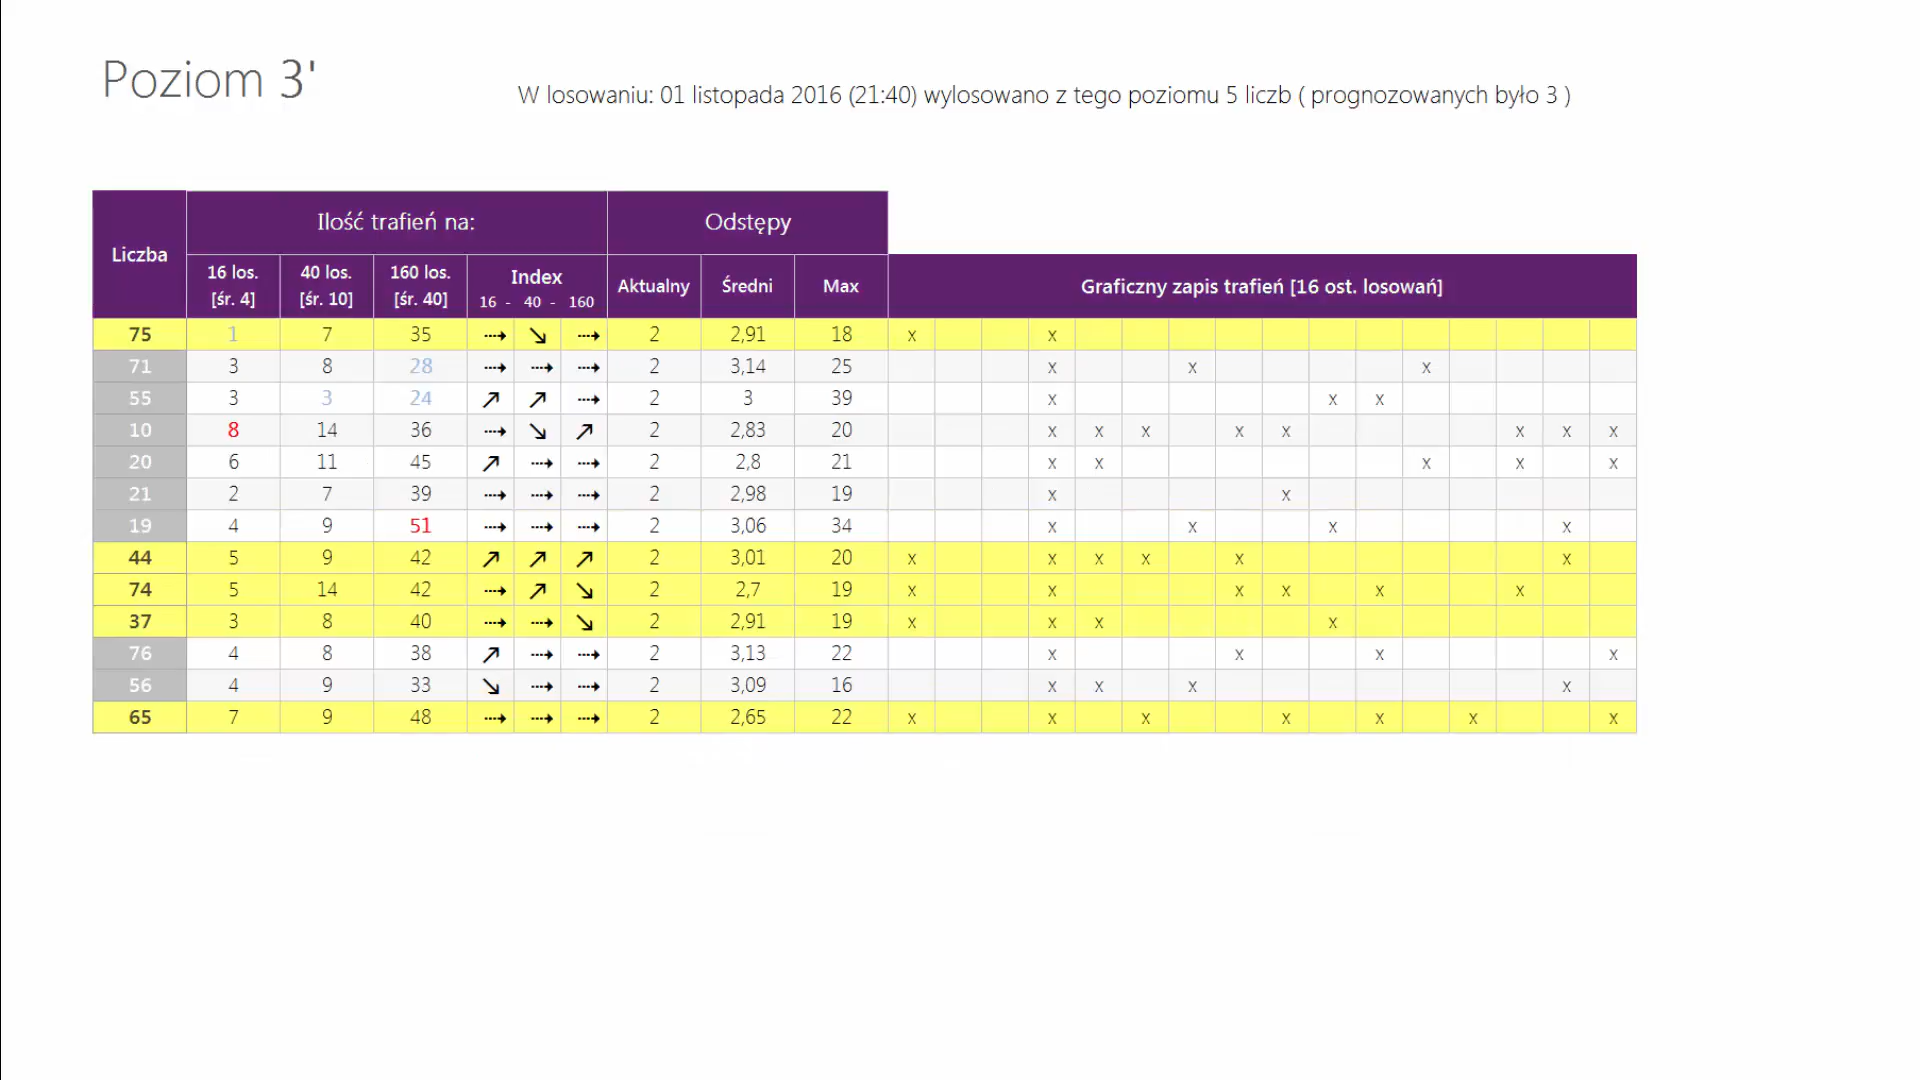 Poziom 3'
W losowaniu: 01 listopada 2016 (21:40) wylosowano z tego poziomu 5 liczb ( prognozowanych było 3 )
Liczba Ilość trafień na: Odstępy
16 los. [śr. 4] 40 los. [śr. 10] 160 los. [śr. 40] Index 16 - 40 - 160 Aktualny Średni Max Graficzny zapis trafień [16 ost. losowań]
75 1 7 35 ⇢ ↘ ⇢ 2 2,91 18 x x
71 3 8 28 ⇢ ⇢ ⇢ 2 3,14 25 x x x
55 3 3 24 ↗ ↗ ⇢ 2 3 39 x x x
10 8 14 36 ⇢ ↘ ↗ 2 2,83 20 x x x x x x x x
20 6 11 45 ↗ ⇢ ⇢ 2 2,8 21 x x x x x
21 2 7 39 ⇢ ⇢ ⇢ 2 2,98 19 x x
19 4 9 51 ⇢ ⇢ ⇢ 2 3,06 34 x x x x
44 5 9 42 ↗ ↗ ↗ 2 3,01 20 x x x x x x
74 5 14 42 ⇢ ↗ ↘ 2 2,7 19 x x x x x x
37 3 8 40 ⇢ ⇢ ↘ 2 2,91 19 x x x x
76 4 8 38 ↗ ⇢ ⇢ 2 3,13 22 x x x x
56 4 9 33 ↘ ⇢ ⇢ 2 3,09 16 x x x x
65 7 9 48 ⇢ ⇢ ⇢ 2 2,65 22 x x x x x x x